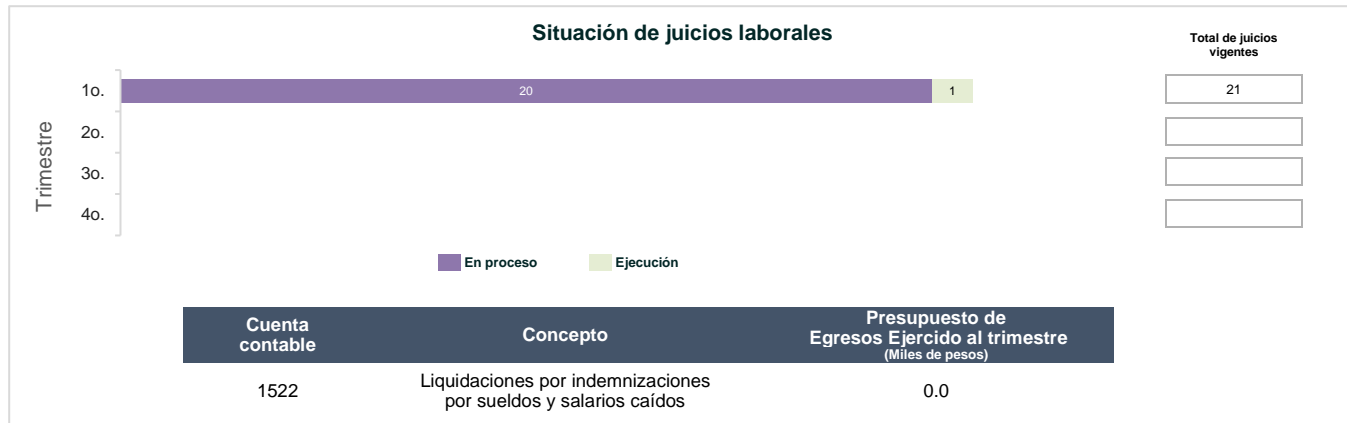 Situación de juicios laborales
Total de juicios
vigentes
Trimestre
1o.
20
1
21
2o.
3o.
4o.
En proceso
Ejecución
Cuenta
contable
Concepto
Presupuesto de
Egresos Ejercido al trimestre
(Miles de pesos)
1522
Liquidaciones por indemnizaciones
por sueldos y salarios caídos
0.0